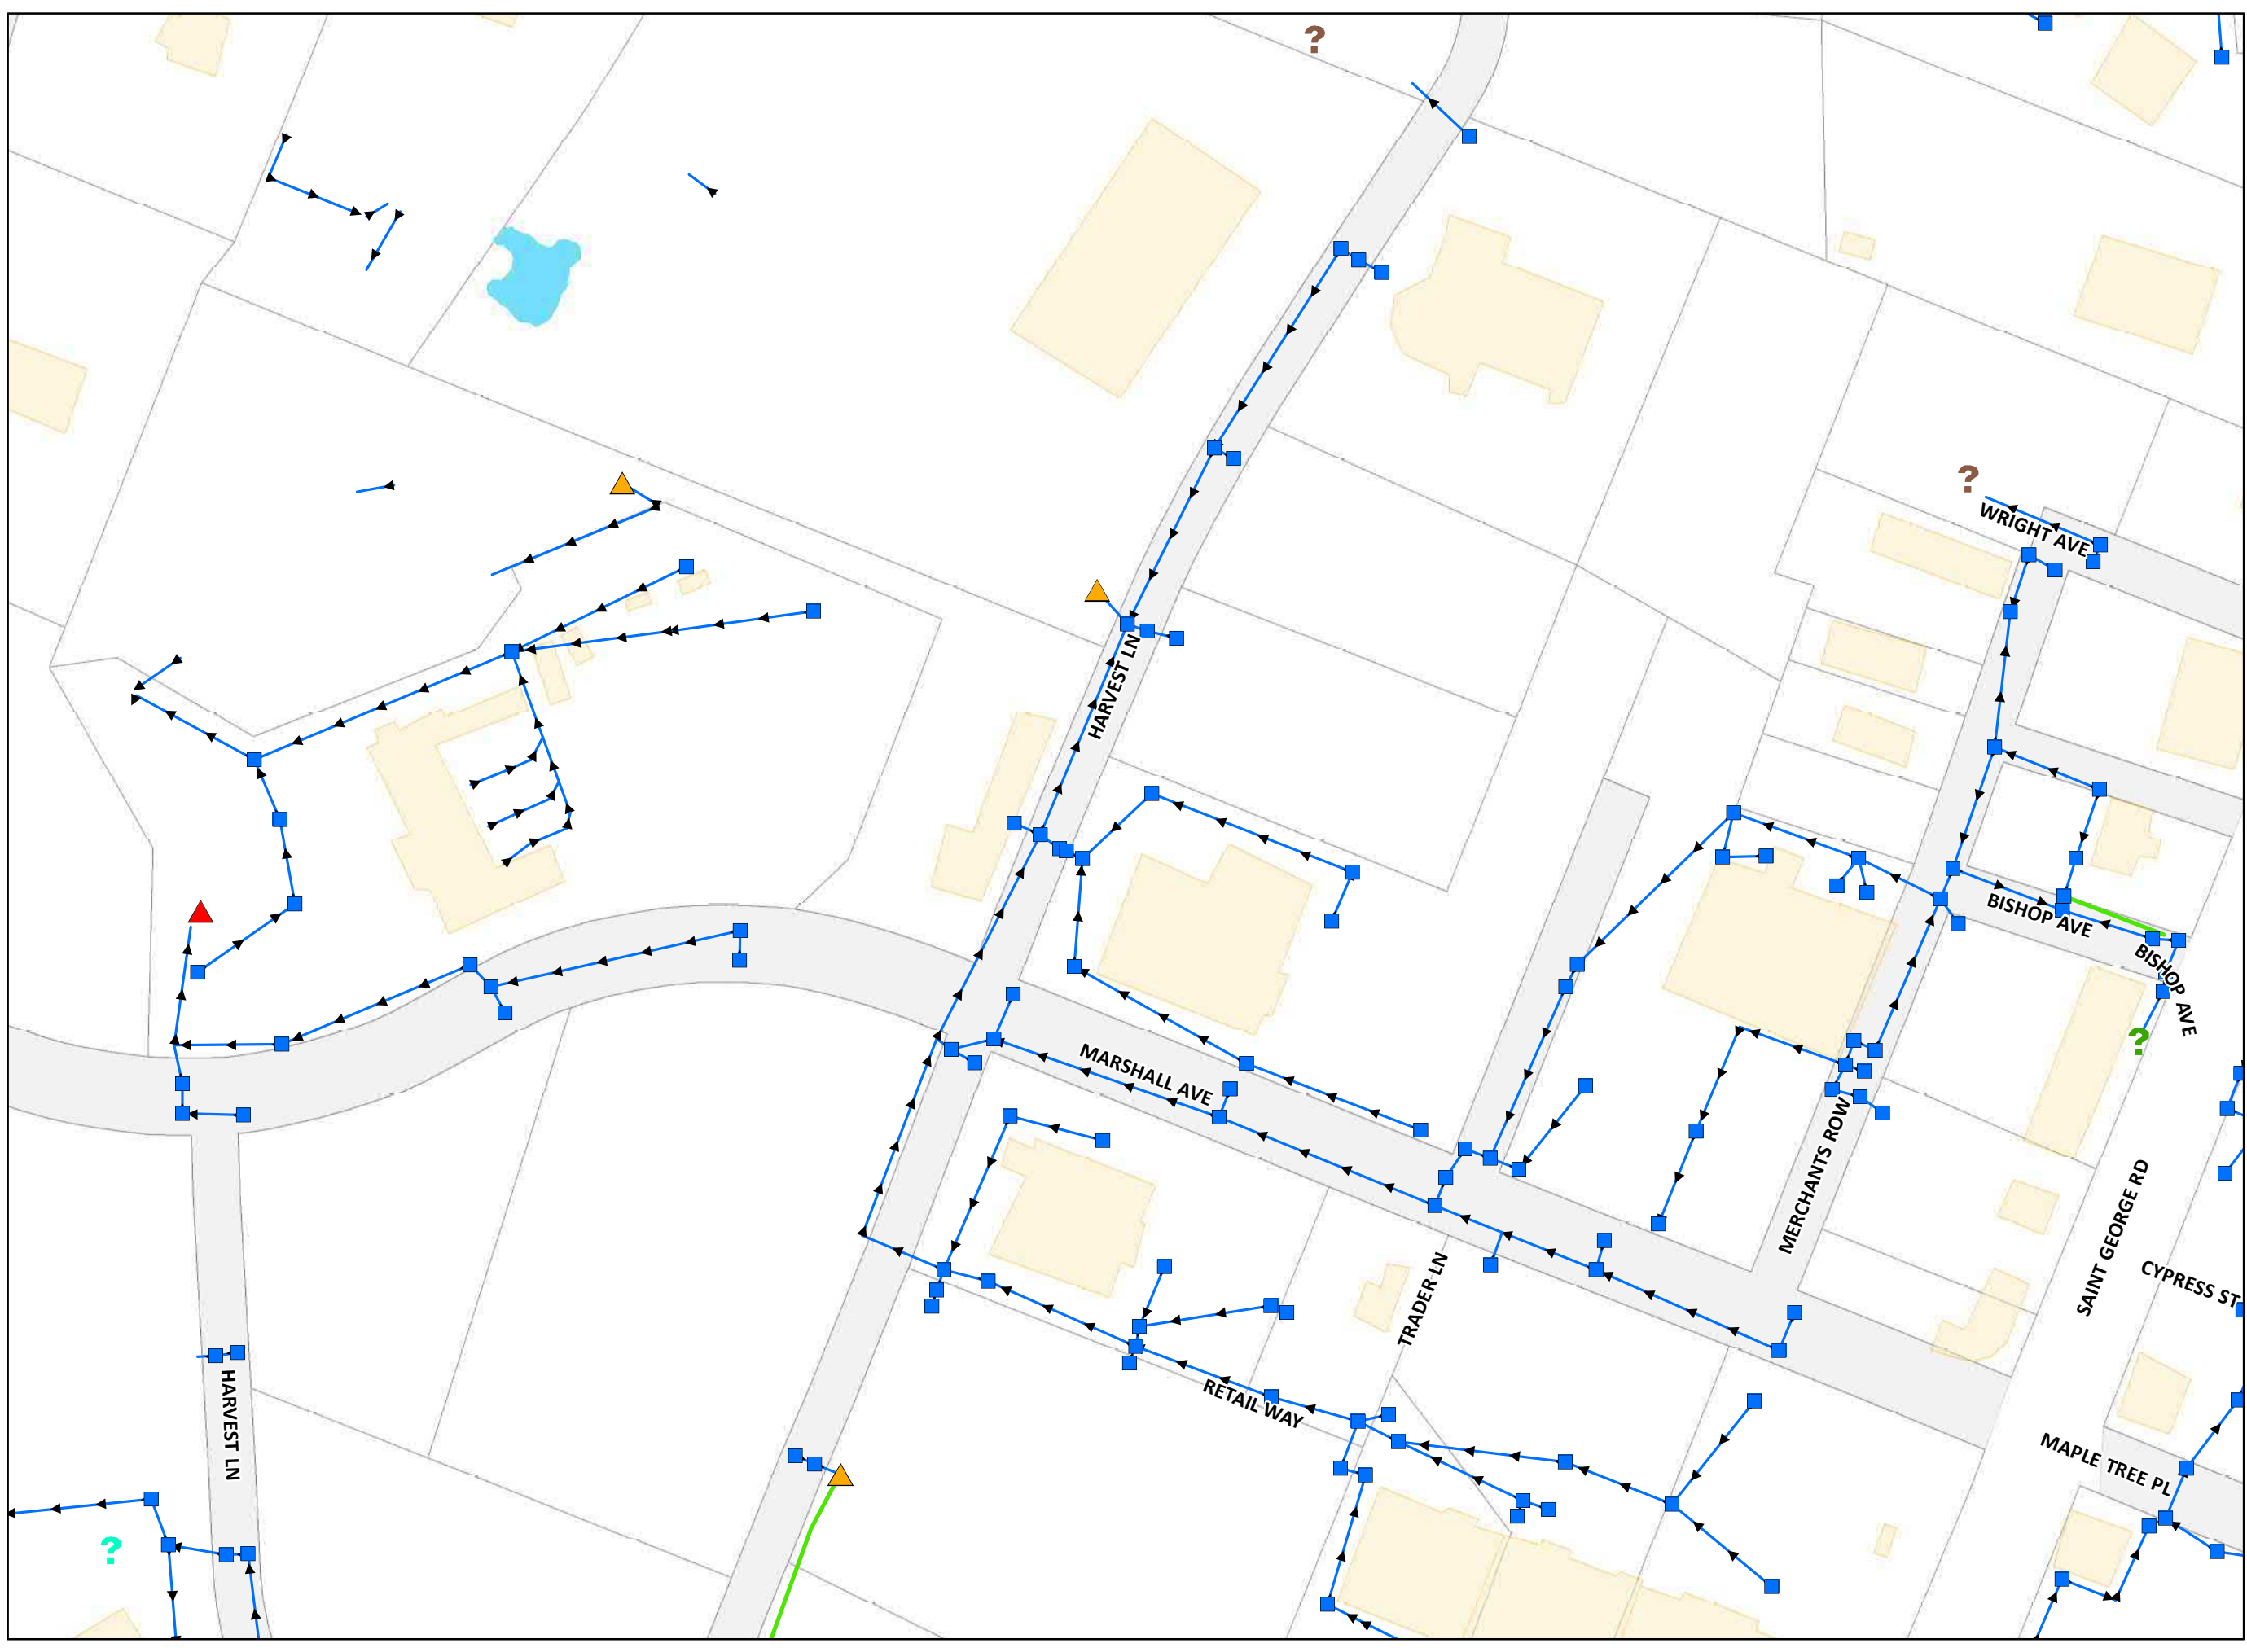 ?
?
WRIGHT AVE
HARVEST LN
BISHOP AVE
BISHOP AVE
?
MARSHALL AVE
MERCHANTS ROW
SAINT GEORGE RD
CYPRESS ST
TRADER LN
RETAIL WAY
HARVEST LN
MAPLE TREE PL
?